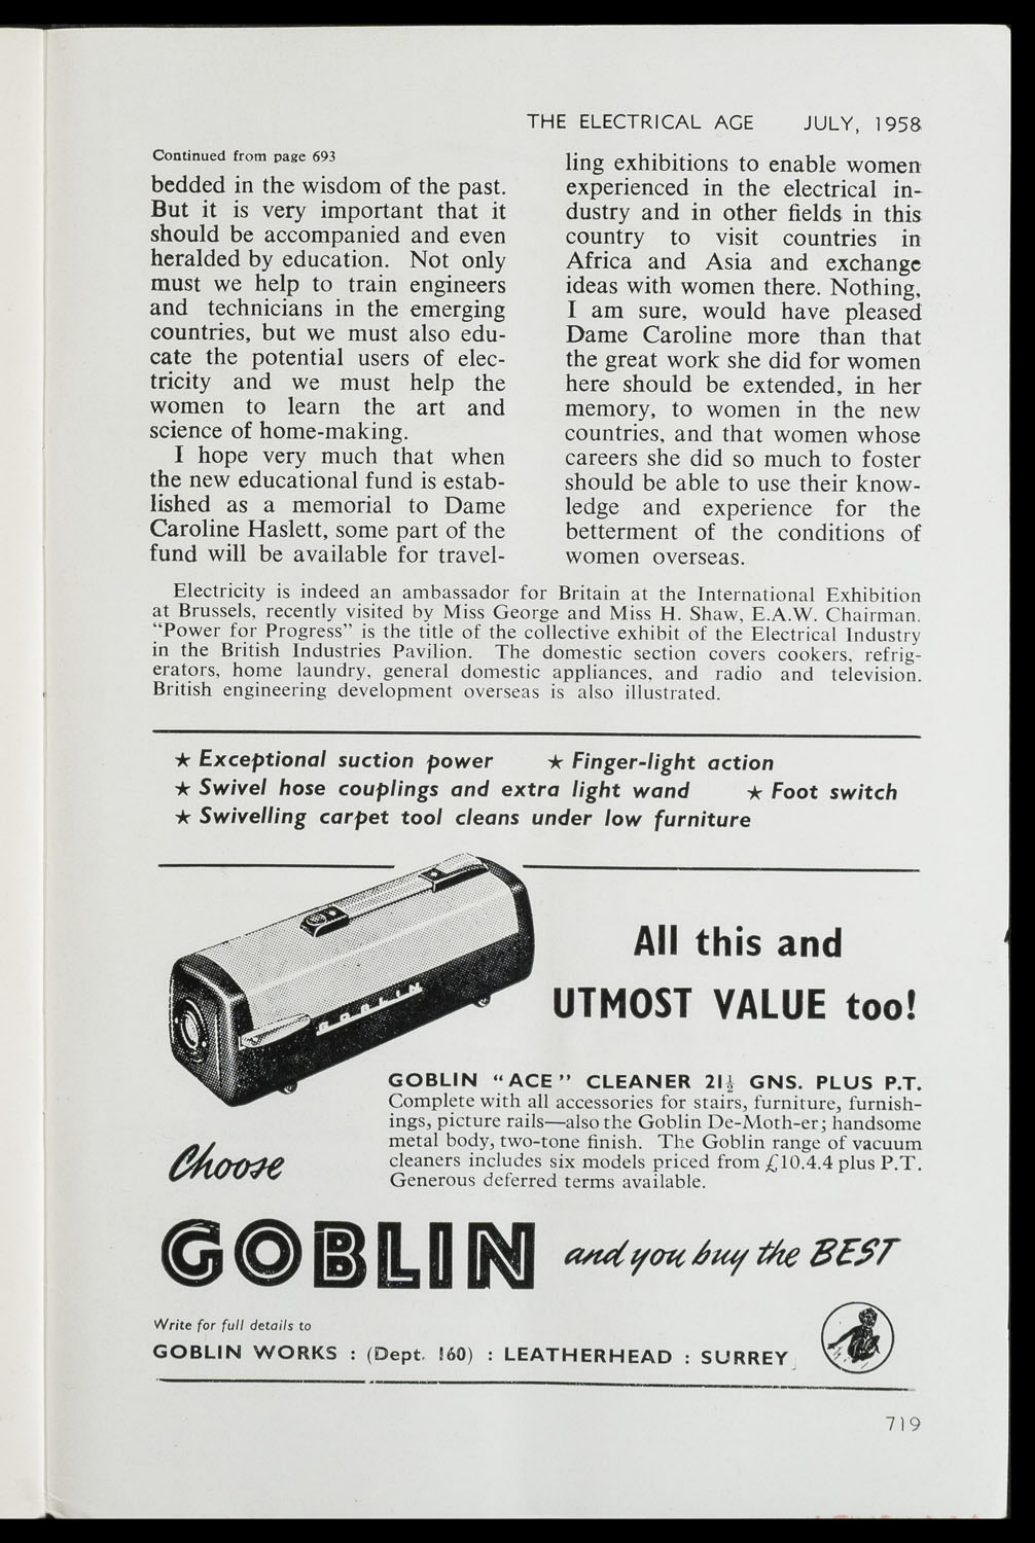 THE ELECTRICAL AGE JULY, 1958
Continued from page 693
bedded in the wisdom of the past.
But it is very important that it
should be accompanied and even
heralded by education. Not only
must we help to train engineers
and technicians in the emerging
countries, but we must also edu-
cate the potential users of elec-
tricity and we must help the
women to learn the art and
science of home-making.
I hope very much that when
the new educational fund is estab-
lished as a memorial to Dame
Caroline Haslett, some part of the
fund will be available for travel-
ling exhibitions to enable women
experienced in the electrical in-
dustry and in other fields in this
country to visit countries in
Africa and Asia and exchange
ideas with women there. Nothing,
I am sure, would have pleased
Dame Caroline more than that
the great work she did for women
here should be extended, in her
memory, to women in the new
countries, and that women whose
careers she did so much to foster
should be able to use their know-
ledge and experience for the
betterment of the conditions of
women overseas.
Electricity is indeed an ambassador for Britain at the International Exhibition
at Brussels, recently visited by Miss George and Miss H. Shaw, E.A.W. Chairman.
"Power for Progress" is the title of the collective exhibit of the Electrical Industry
in the British Industries Pavilion. The domestic section covers cookers, refrig-
erators, home laundry, general domestic appliances, and radio and television.
British engineering development overseas is also illustrated.
★ Exceptional suction power ★ Finger-light action
★ Swivel hose couplings and extra light wand ★ Foot switch
★ Swivelling carpet tool cleans under low furniture
GOBLIN
All this and
UTMOST VALUE too!
GOBLIN "ACE" CLEANER 21½ GNS. PLUS P.T.
Complete with all accessories for stairs, furniture, furnish-
ings, picture rails—also the Goblin De-Moth-er; handsome
metal body, two-tone finish. The Goblin range of vacuum
cleaners includes six models priced from £10.4.4 plus P.T.
Generous deferred terms available.
Choose
GOBLIN and you buy the BEST
Write for full details to
GOBLIN WORKS : (Dept. 160) : LEATHERHEAD : SURREY
719